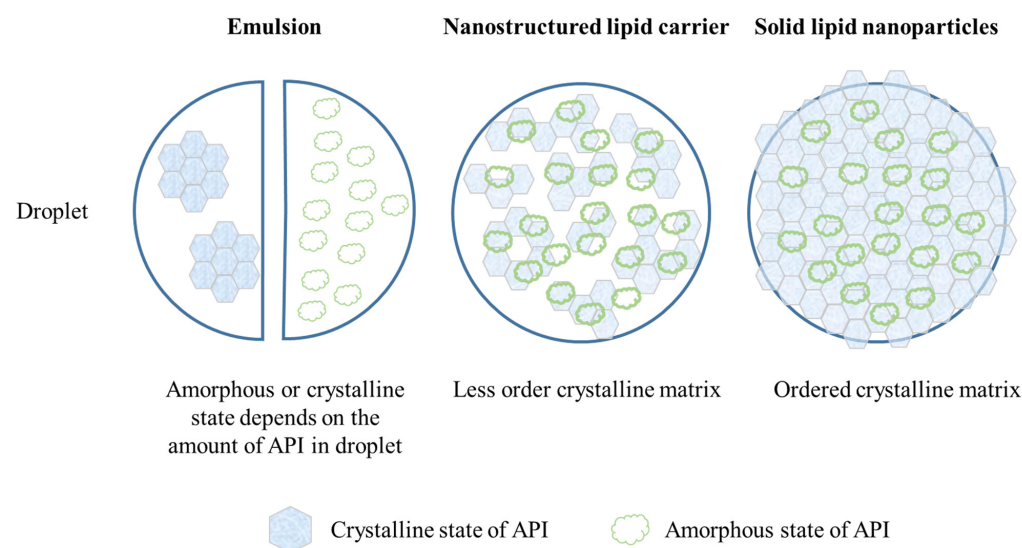 Emulsion
Nanostructured lipid carrier
Solid lipid nanoparticles
Droplet
Amorphous or crystalline
state depends on the
amount of API in droplet
Less order crystalline matrix
Ordered crystalline matrix
Crystalline state of API
Amorphous state of API